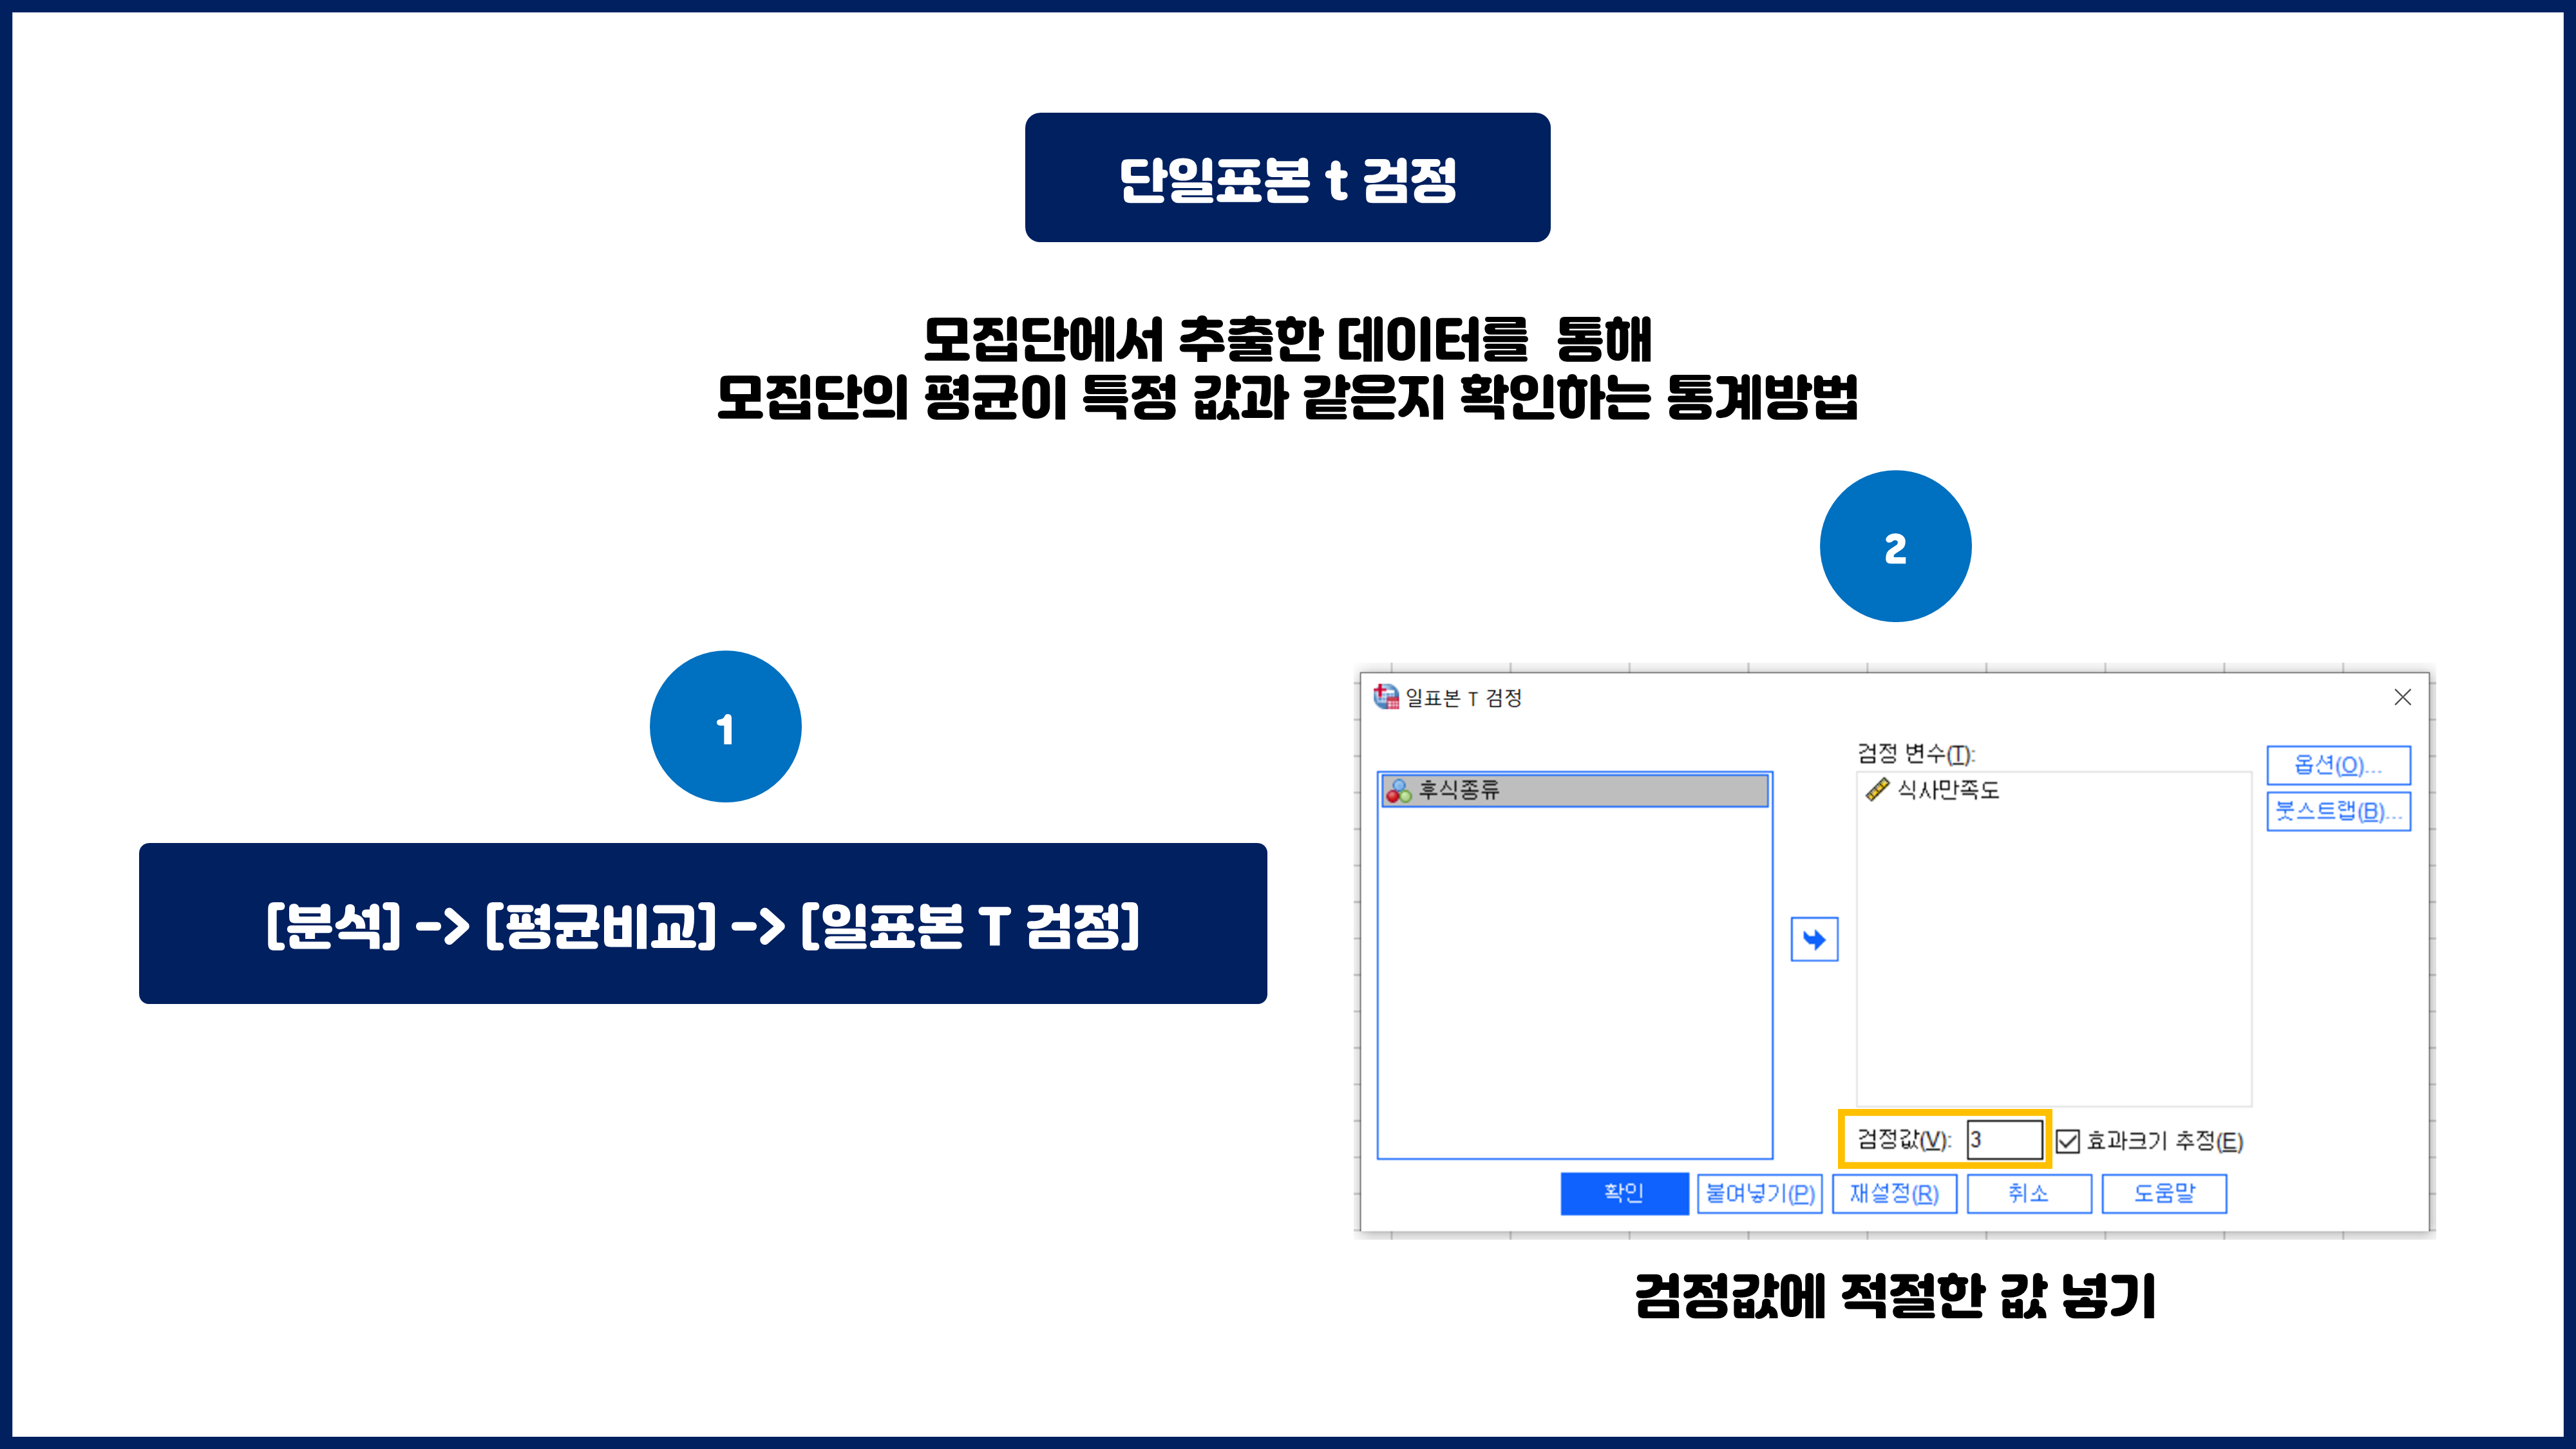 단일표본 t 검정
모집단에서 추출한 데이터를 통해
모집단의 평균이 특정 값과 같은지 확인하는 통계방법
1
[분석] -> [평균비교] -> [일표본 T 검정]
2
일표본 T 검정
후식종류
검정 변수(T):
식사만족도
옵션(O)...
붓스트랩(B)...
검정값(V): 3
효과크기 추정(E)
확인
붙여넣기(P)
재설정(R)
취소
도움말
검정값에 적절한 값 넣기